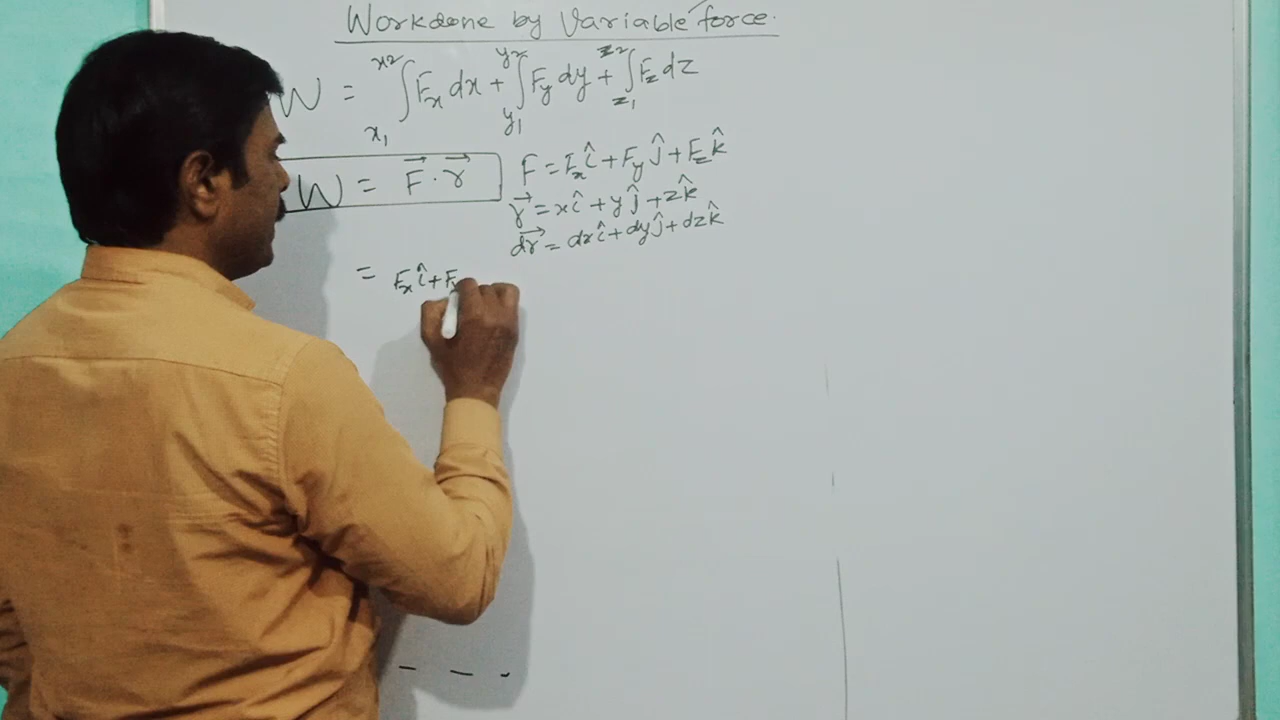 Workdone by Variable force.
W = x2 ∫ x1 Fx dx + y2 ∫ y1 Fy dy + z2 ∫ z1 Fz dz
W = F⃗ · r⃗
F = Fx î + Fy ĵ + Fz k̂
r⃗ = x î + y ĵ + z k̂
dr⃗ = dx î + dy ĵ + dz k̂
= Fx î + Fy